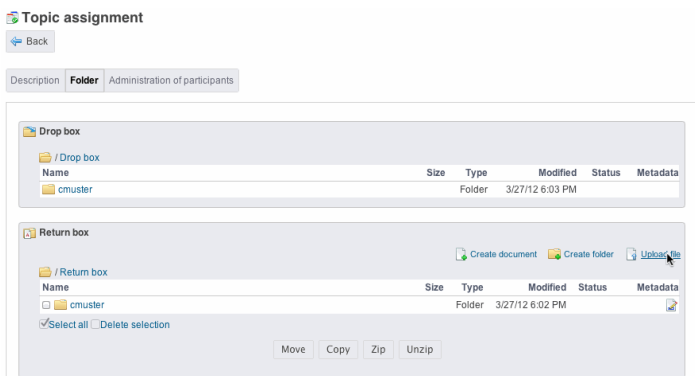 Topic assignment
Back
Description Folder Administration of participants
Drop box
/ Drop box
Name Size Type Modified Status Metadata
cmuster Folder 3/27/12 6:03 PM
Return box
Create document Create folder Upload file
/ Return box
Name Size Type Modified Status Metadata
cmuster Folder 3/27/12 6:02 PM
Select all Delete selection
Move Copy Zip Unzip